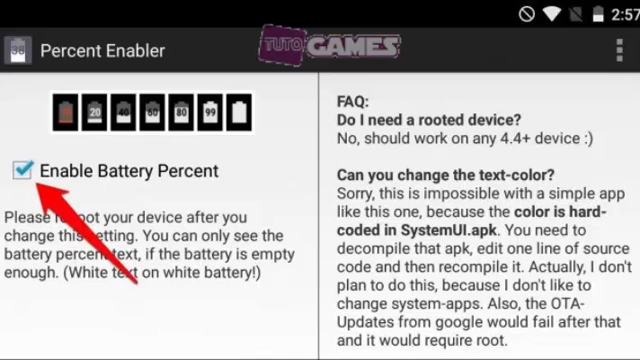 2:57
38 Percent Enabler
TUTO GAMES
20 40 60 80 99
Enable Battery Percent
Please reboot your device after you
change this setting. You can only see the
battery percent text, if the battery is empty
enough. (White text on white battery!)
FAQ:
Do I need a rooted device?
No, should work on any 4.4+ device :)
Can you change the text-color?
Sorry, this is impossible with a simple app
like this one, because the color is hard-
coded in SystemUI.apk. You need to
decompile that apk, edit one line of source
code and then recompile it. Actually, I don't
plan to do this, because I don't like to
change system-apps. Also, the OTA-
Updates from google would fail after that
and it would require root.